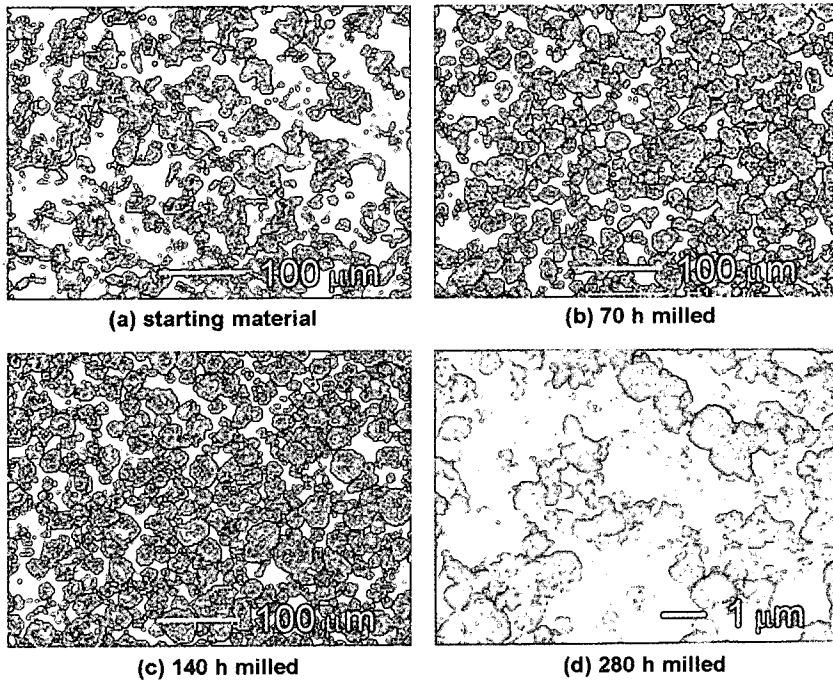 100 μm
100 μm
(a) starting material
(b) 70 h milled
100 μm
1 μm
(c) 140 h milled
(d) 280 h milled